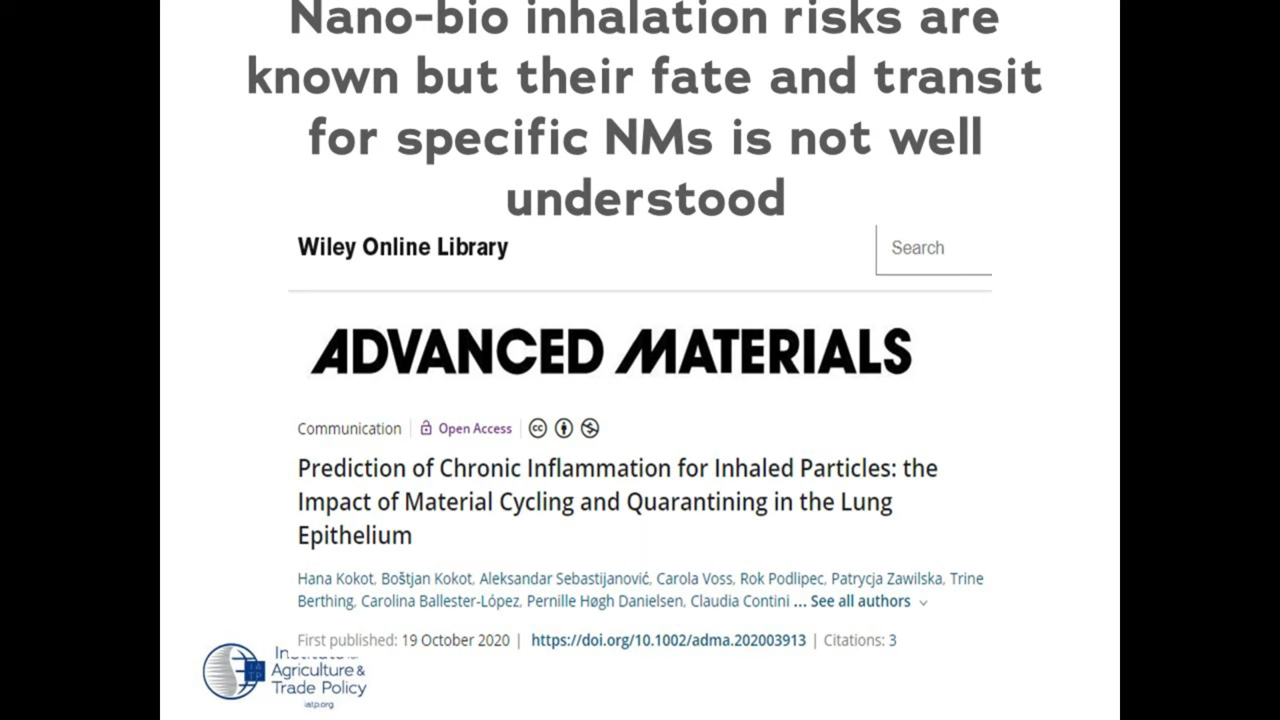 Nano-bio inhalation risks are
known but their fate and transit
for specific NMs is not well
understood
Wiley Online Library
Search
ADVANCED MATERIALS
Communication
Open Access
Prediction of Chronic Inflammation for Inhaled Particles: the
Impact of Material Cycling and Quarantining in the Lung
Epithelium
Hana Kokot, Boštjan Kokot, Aleksandar Sebastijanović, Carola Voss, Rok Podlipec, Patrycja Zawilska, Trine
Berthing, Carolina Ballester-López, Pernille Høgh Danielsen, Claudia Contini ... See all authors
First published: 19 October 2020 | https://doi.org/10.1002/adma.202003913 | Citations: 3
Agriculture &
Trade Policy
iatp.org